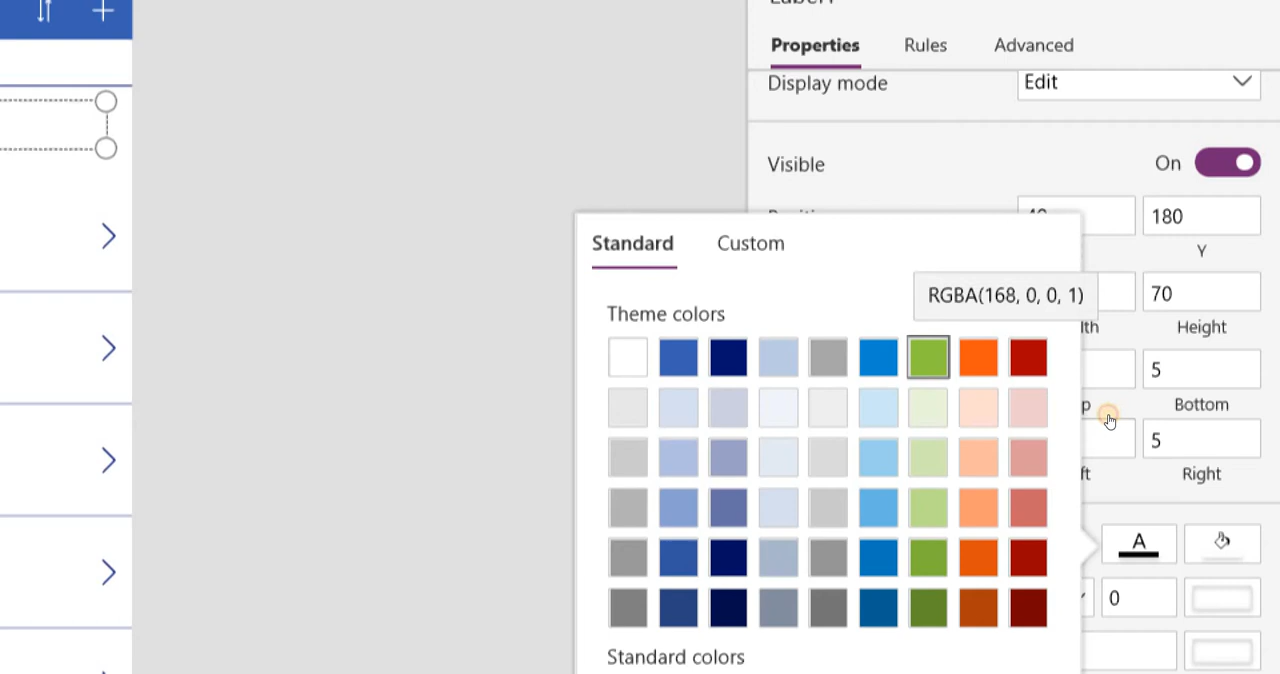 Label1
Properties Rules Advanced
Display mode Edit
Visible On
180
Y
Standard Custom
RGBA(168, 0, 0, 1)
70
Theme colors
Height
5
Bottom
5
Right
A
0
Standard colors